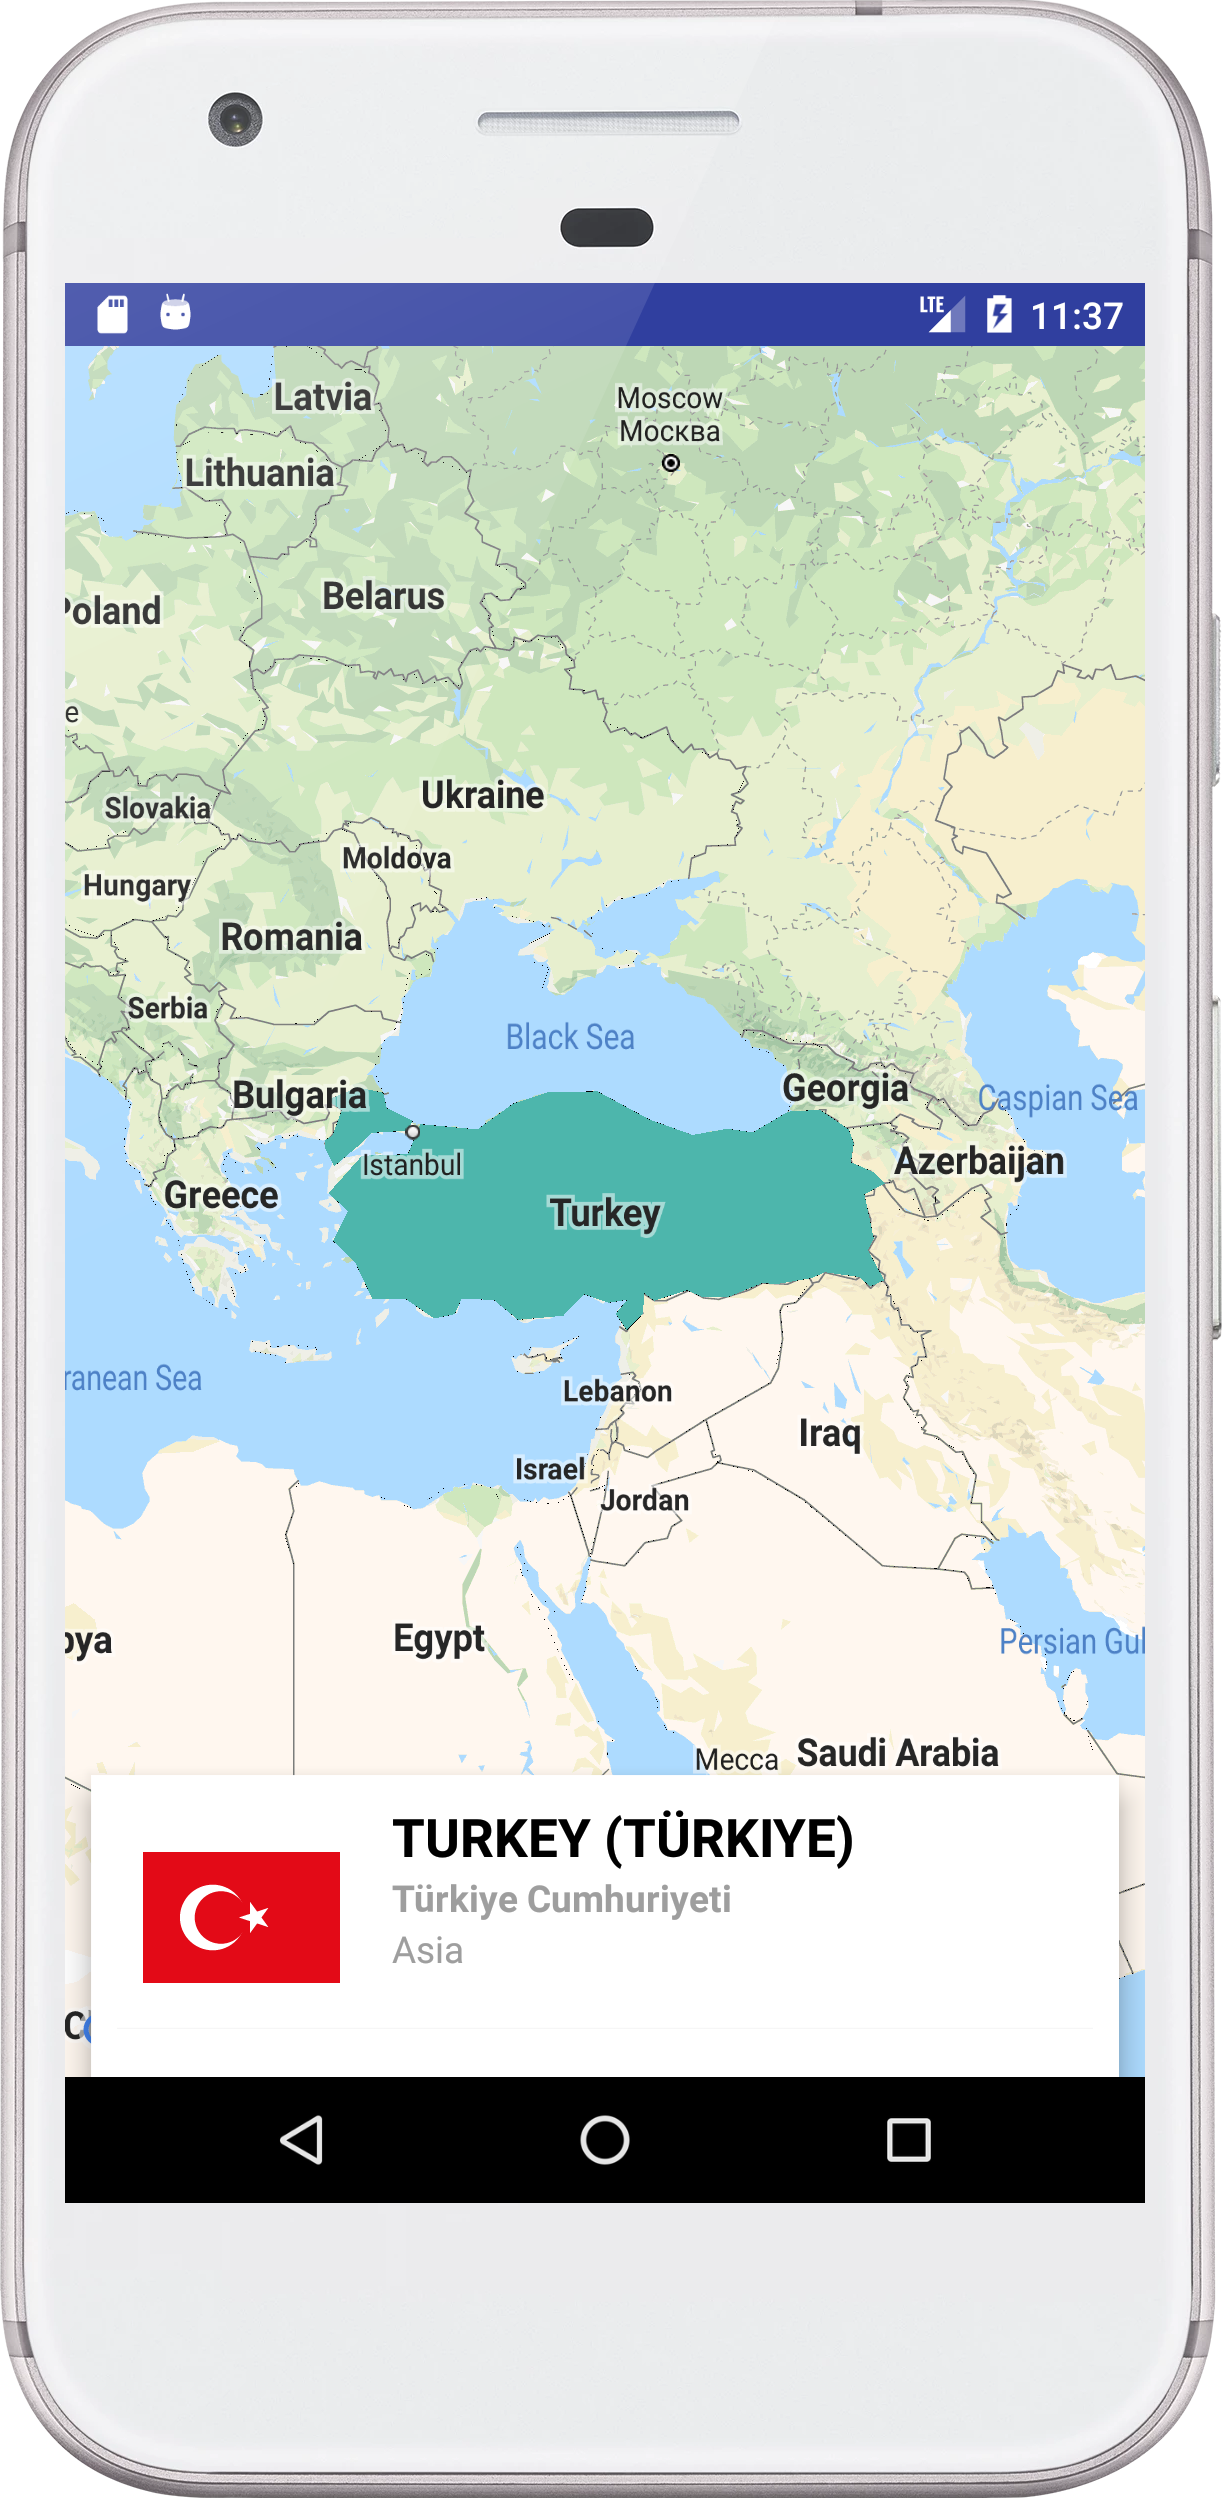 LTE
11:37
Latvia
Moscow
Москва
Lithuania
Belarus
oland
e
Ukraine
Slovakia
Moldova
Hungary
Romania
Serbia
Black Sea
Bulgaria
Georgia
Caspian Sea
Istanbul
Azerbaijan
Greece
Turkey
ranean Sea
Lebanon
Iraq
Israel
Jordan
Egypt
ya
Persian Gul
Mecca
Saudi Arabia
TURKEY (TÜRKIYE)
Türkiye Cumhuriyeti
Asia
C